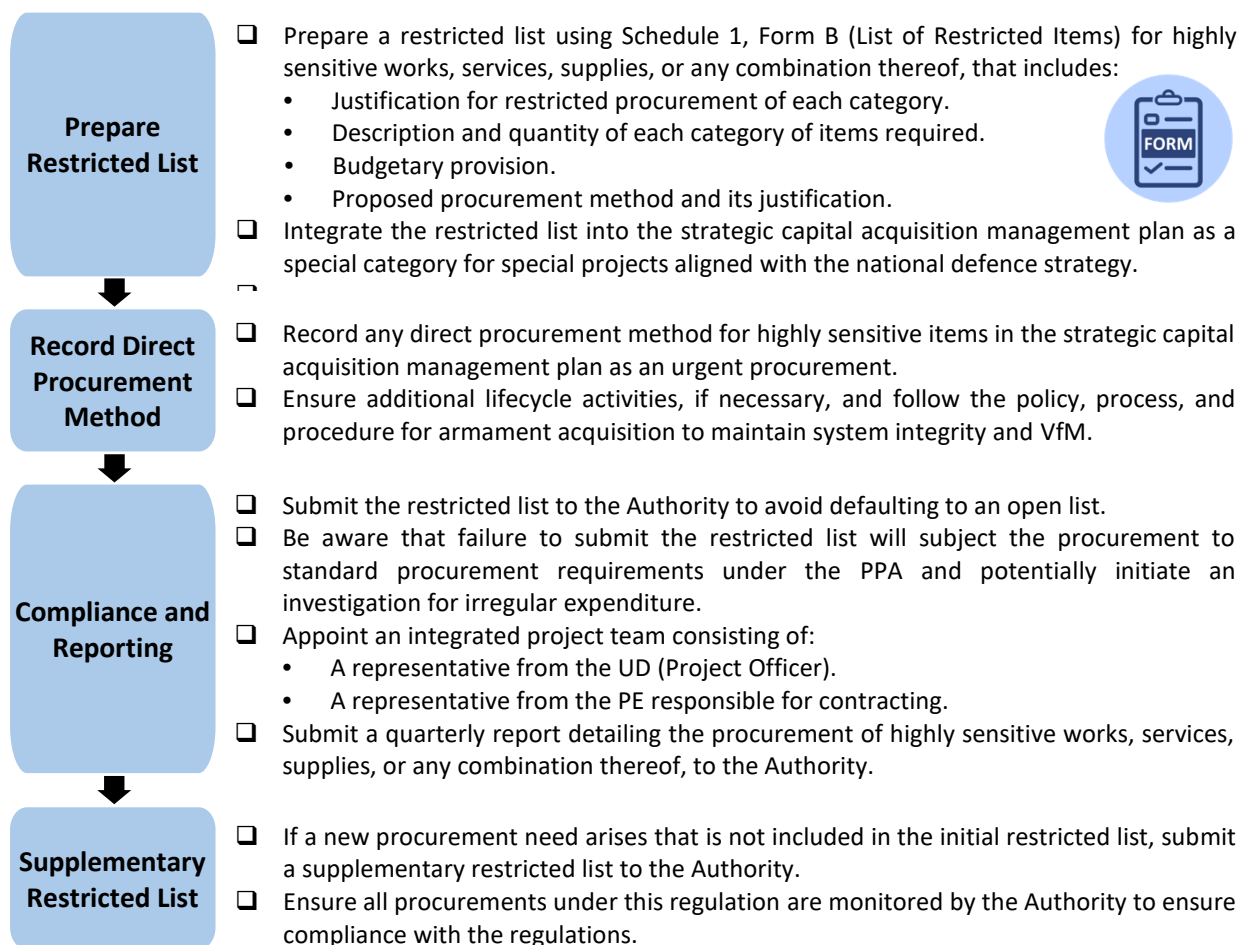 Prepare
Restricted List
❑ Prepare a restricted list using Schedule 1, Form B (List of Restricted Items) for highly
sensitive works, services, supplies, or any combination thereof, that includes:
• Justification for restricted procurement of each category.
• Description and quantity of each category of items required.
• Budgetary provision.
• Proposed procurement method and its justification.
FORM
❑ Integrate the restricted list into the strategic capital acquisition management plan as a
special category for special projects aligned with the national defence strategy.
Record Direct
Procurement
Method
❑ Record any direct procurement method for highly sensitive items in the strategic capital
acquisition management plan as an urgent procurement.
❑ Ensure additional lifecycle activities, if necessary, and follow the policy, process, and
procedure for armament acquisition to maintain system integrity and VfM.
Compliance and
Reporting
❑ Submit the restricted list to the Authority to avoid defaulting to an open list.
❑ Be aware that failure to submit the restricted list will subject the procurement to
standard procurement requirements under the PPA and potentially initiate an
investigation for irregular expenditure.
❑ Appoint an integrated project team consisting of:
• A representative from the UD (Project Officer).
• A representative from the PE responsible for contracting.
❑ Submit a quarterly report detailing the procurement of highly sensitive works, services,
supplies, or any combination thereof, to the Authority.
Supplementary
Restricted List
❑ If a new procurement need arises that is not included in the initial restricted list, submit
a supplementary restricted list to the Authority.
❑ Ensure all procurements under this regulation are monitored by the Authority to ensure
compliance with the regulations.